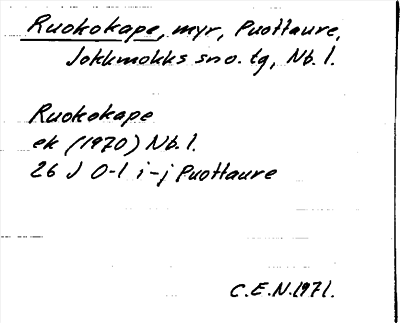 Ruokokape, myr, Puottaure,
Jokkmokks sn o. tg, Nb. l.
Ruokokape
ek (1970) Nb. l.
26 J 0-1 i-j Puottaure
C.E.N. 1971.